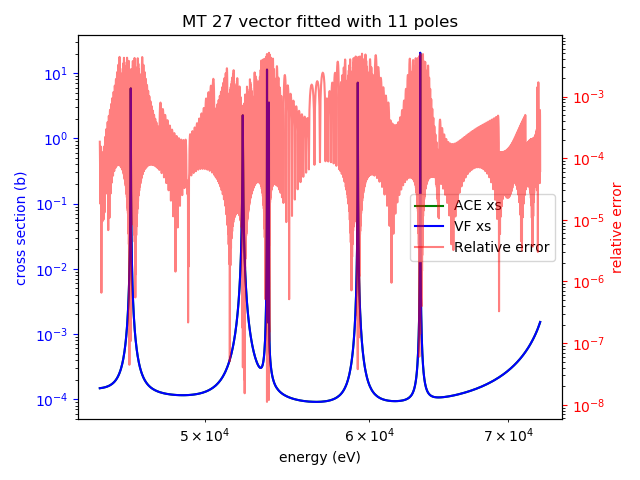 MT 27 vector fitted with 11 poles
cross section (b)
10¹
10⁰
10⁻¹
10⁻²
10⁻³
10⁻⁴
ACE xs
VF xs
Relative error
10⁻³
10⁻⁴
10⁻⁵
10⁻⁶
10⁻⁷
10⁻⁸
relative error
5 × 10⁴
6 × 10⁴
7 × 10⁴
energy (eV)